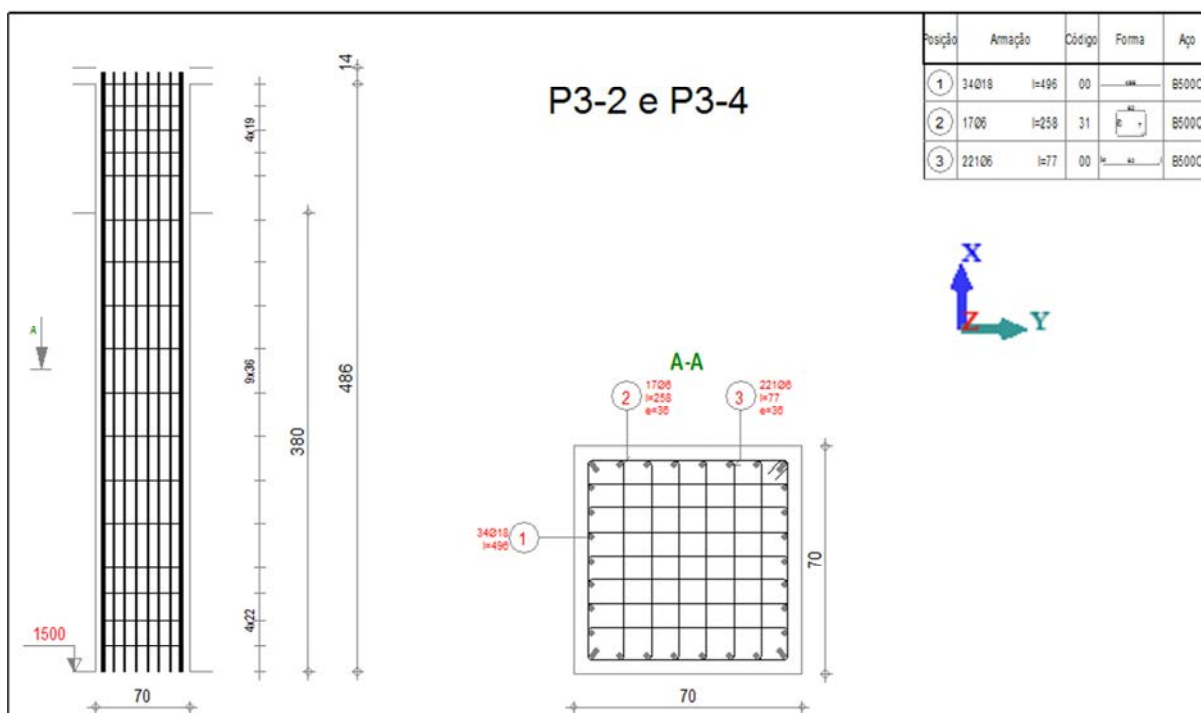 P3-2 e P3-4
Posição Armação Código Forma Aço
1 34Ø18 l=496 00 B500C
2 17Ø6 l=258 31 B500C
3 221Ø6 l=77 00 B500C
14
4x19
9x36
4x22
380
486
A
1500
70
X
Z
Y
A-A
2
17Ø6
l=258
e=36
3
221Ø6
l=77
e=36
34Ø18
l=496
1
70
70